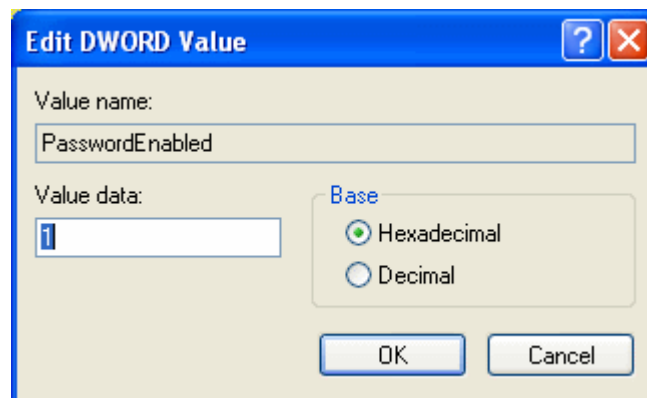 Edit DWORD Value
Value name:
PasswordEnabled
Value data:
1
Base
Hexadecimal
Decimal
OK
Cancel